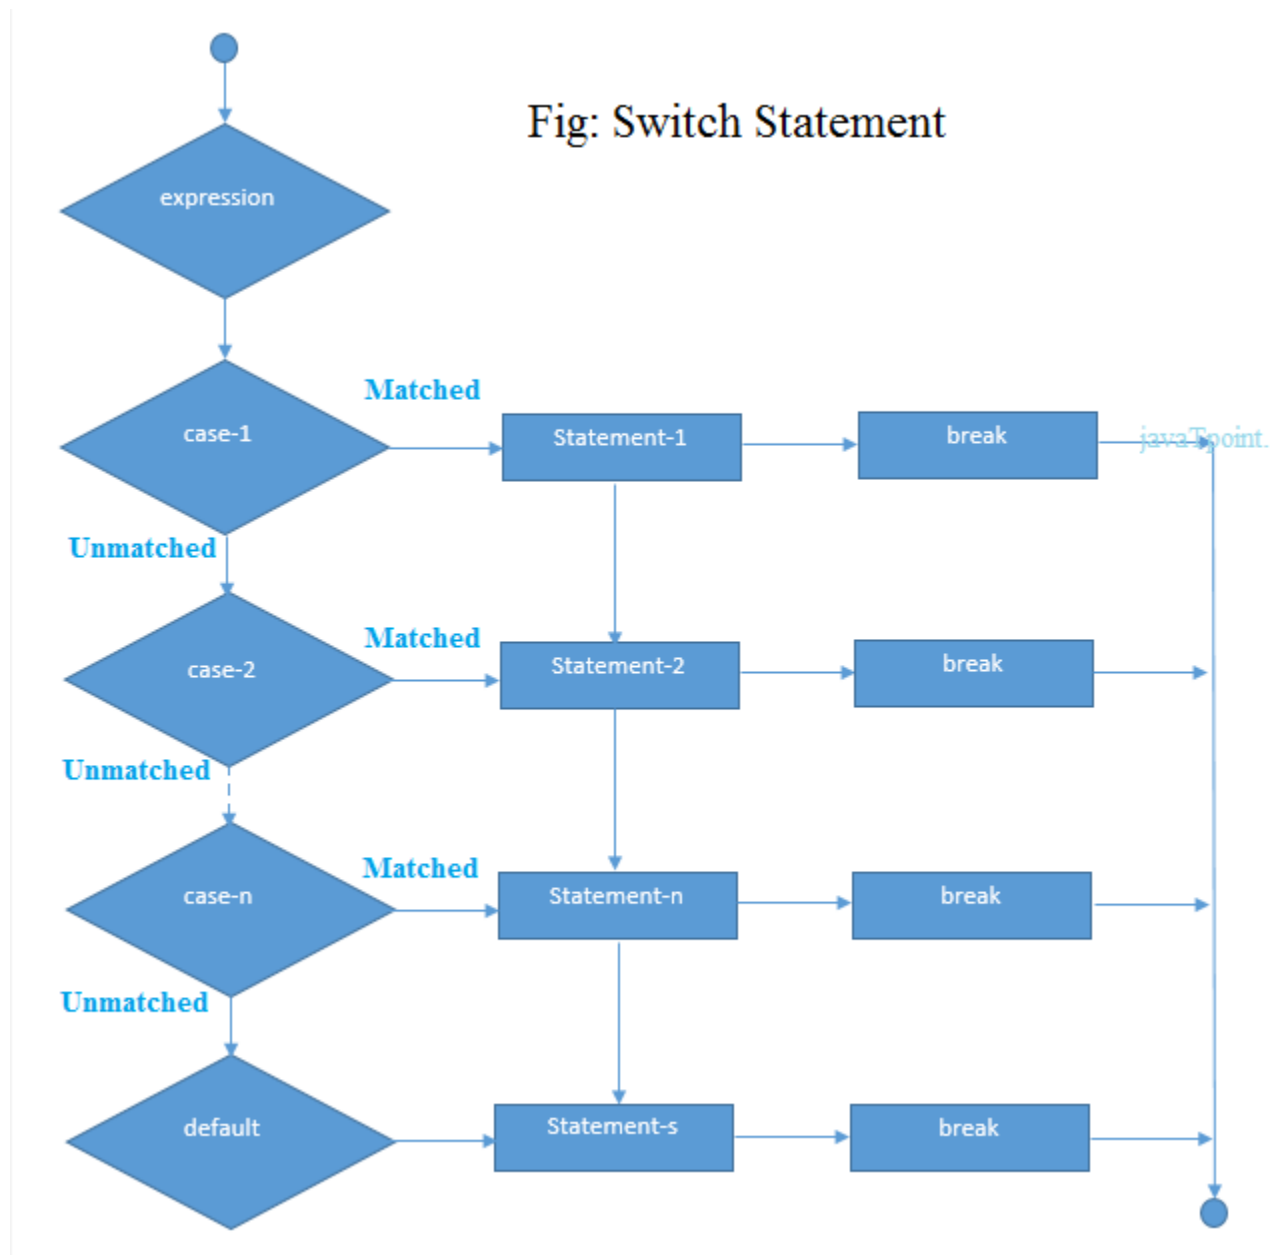 Fig: Switch Statement
expression
case-1
Matched
Statement-1
break
javaTpoint.
Unmatched
case-2
Matched
Statement-2
break
Unmatched
case-n
Matched
Statement-n
break
Unmatched
default
Statement-s
break